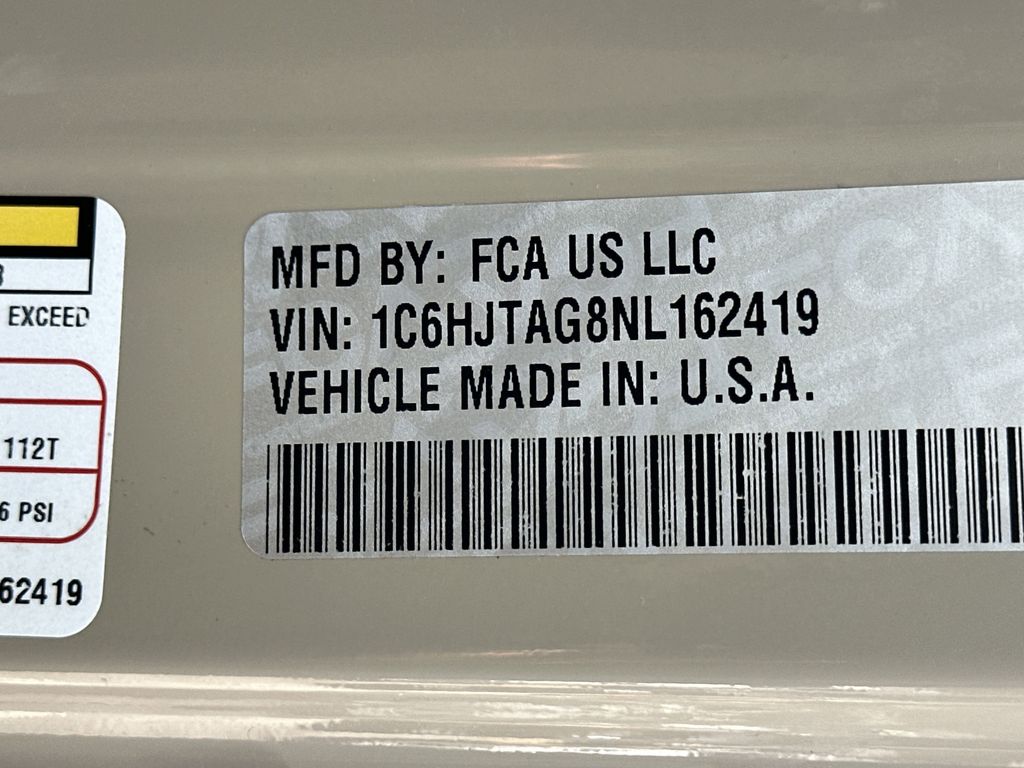 MFD BY: FCA US LLC
VIN: 1C6HJTAG8NL162419
VEHICLE MADE IN: U.S.A.
EXCEED
112T
6 PSI
62419